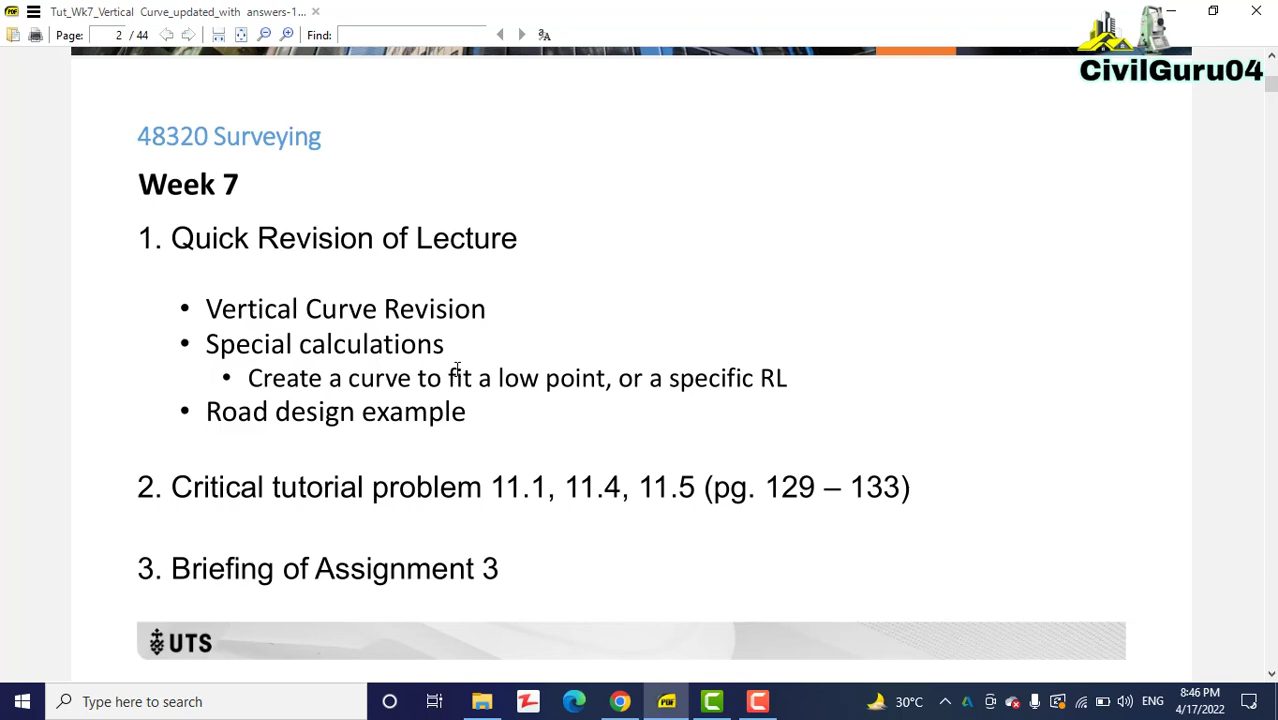 Tut_Wk7_Vertical Curve_updated_with answers-1...
Page: 2 / 44 Find:
CivilGuru04
48320 Surveying
Week 7
1. Quick Revision of Lecture
• Vertical Curve Revision
• Special calculations
• Create a curve to fit a low point, or a specific RL
• Road design example
2. Critical tutorial problem 11.1, 11.4, 11.5 (pg. 129 – 133)
3. Briefing of Assignment 3
UTS
Type here to search
30°C
ENG
8:46 PM
4/17/2022